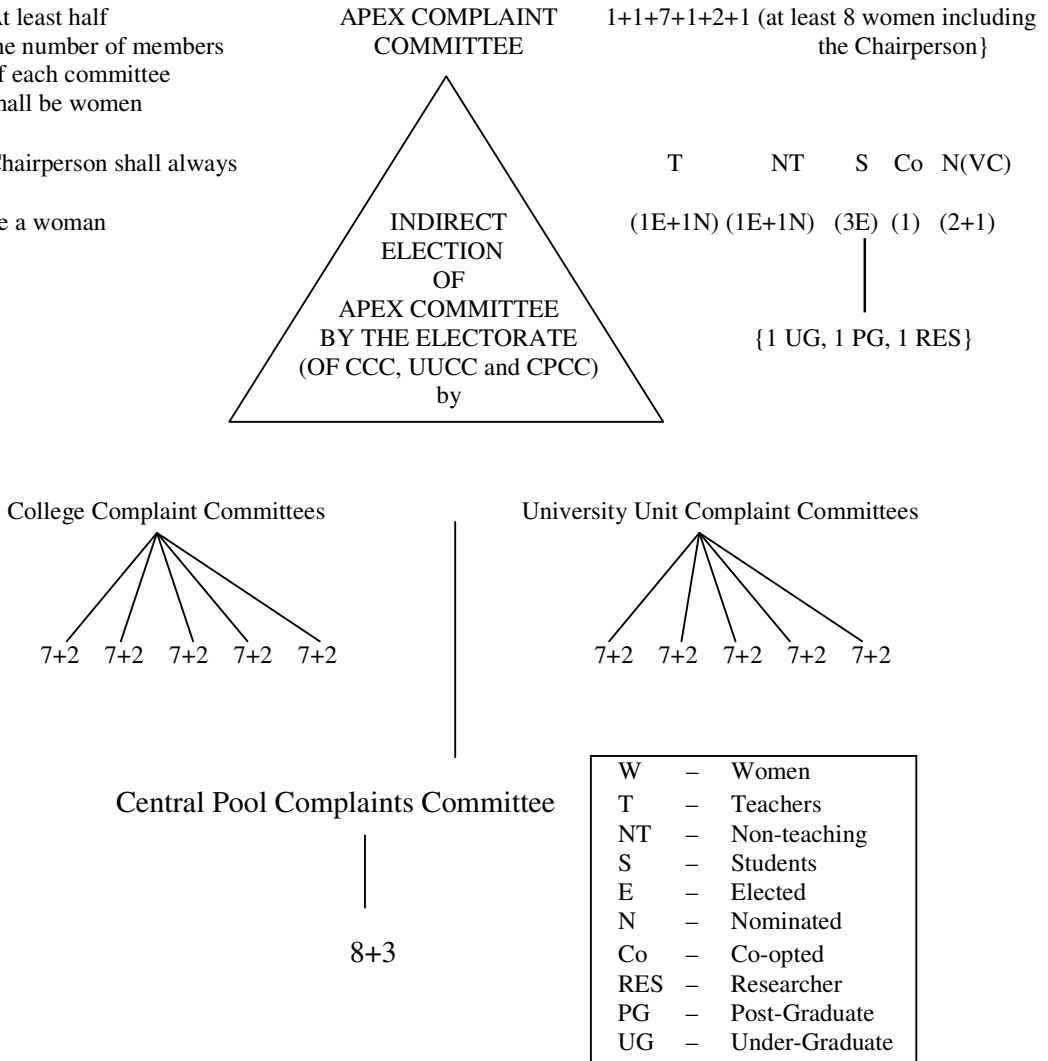 At least half
he number of members
f each committee
hall be women
Chairperson shall always
e a woman
APEX COMPLAINT
COMMITTEE
1+1+7+1+2+1 (at least 8 women including
the Chairperson}
T NT S Co N(VC)
(1E+1N) (1E+1N) (3E) (1) (2+1)
{1 UG, 1 PG, 1 RES}
INDIRECT
ELECTION
OF
APEX COMMITTEE
BY THE ELECTORATE
(OF CCC, UUCC and CPCC)
by
College Complaint Committees
7+2 7+2 7+2 7+2 7+2
University Unit Complaint Committees
7+2 7+2 7+2 7+2 7+2
Central Pool Complaints Committee
8+3
W – Women
T – Teachers
NT – Non-teaching
S – Students
E – Elected
N – Nominated
Co – Co-opted
RES – Researcher
PG – Post-Graduate
UG – Under-Graduate